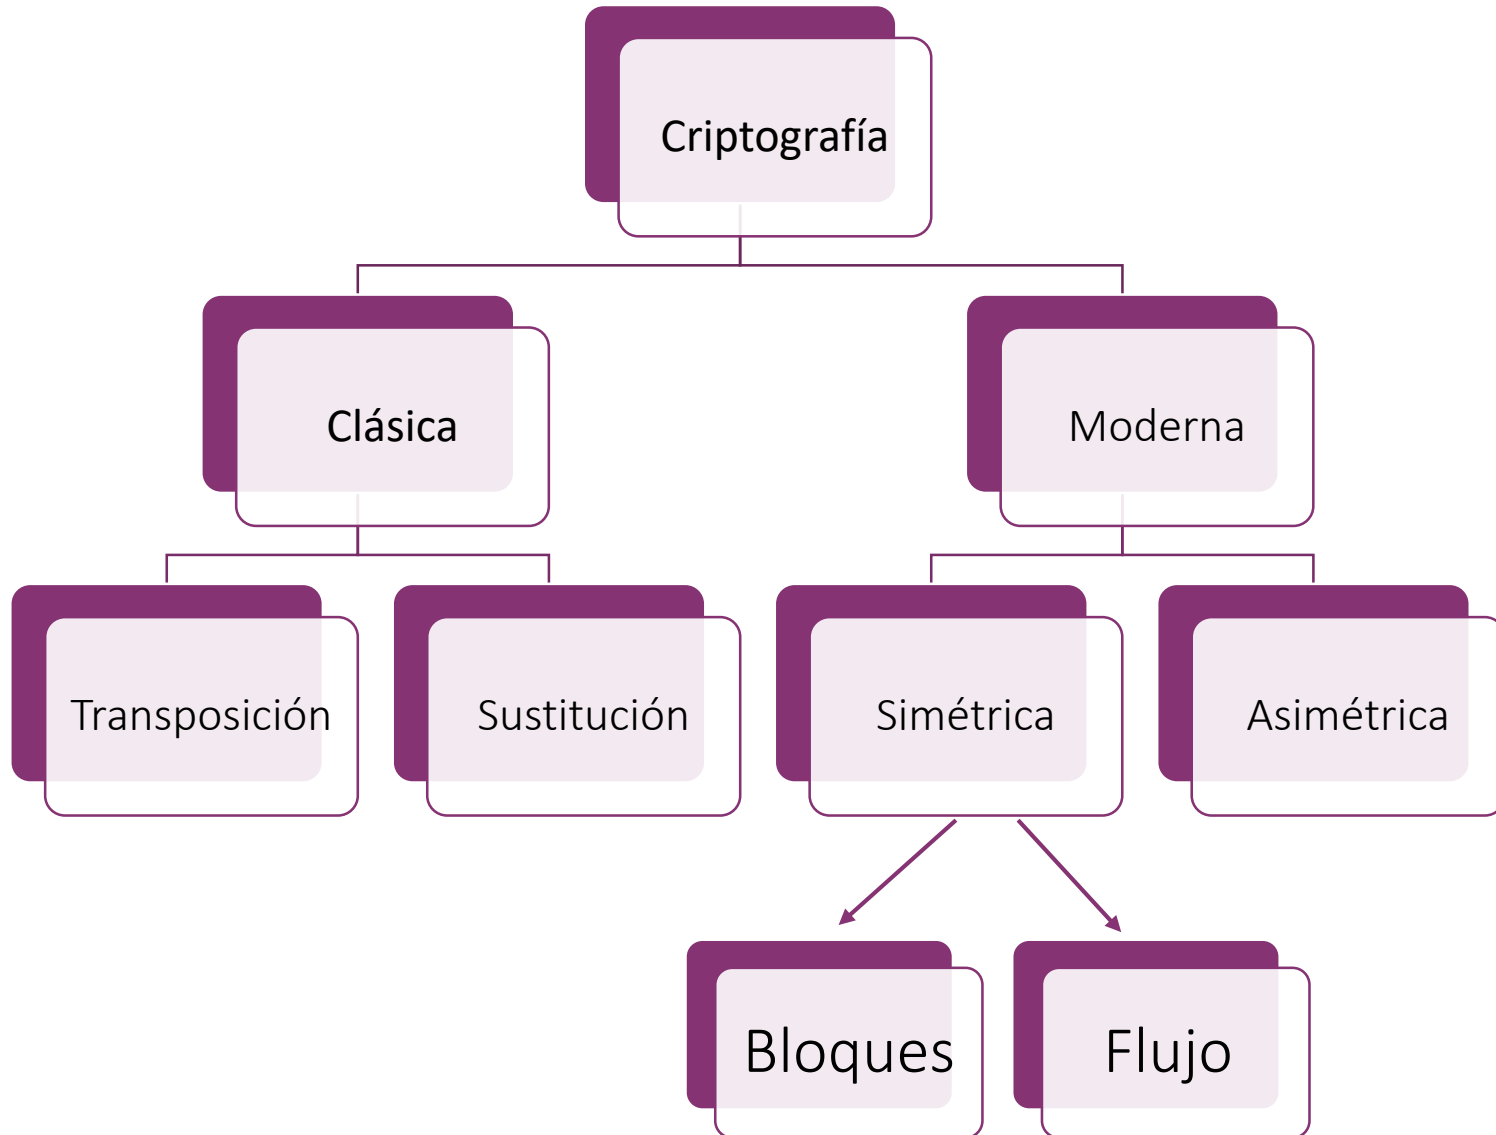 Criptografía
Clásica
Moderna
Transposición
Sustitución
Simétrica
Asimétrica
Bloques
Flujo